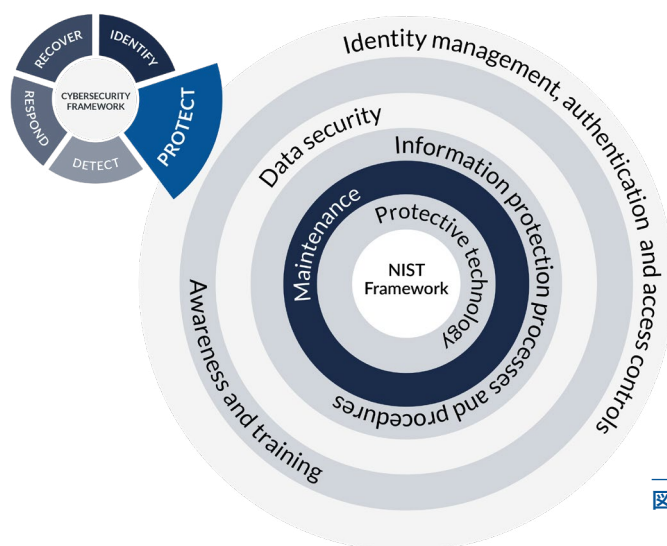 RECOVER
IDENTIFY
PROTECT
DETECT
RESPOND
CYBERSECURITY
FRAMEWORK
Identity management, authentication and access controls
Awareness and training
Data security
Information protection processes and procedures
Maintenance
Protective technology
NIST
Framework
図